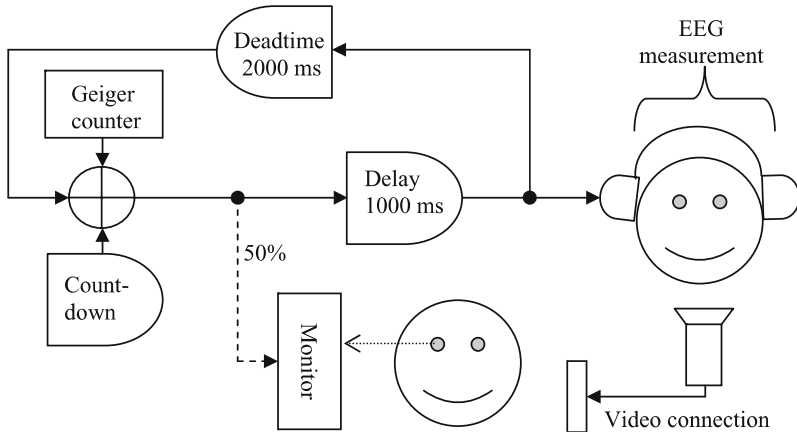 Deadtime
2000 ms
EEG
measurement
Geiger
counter
Delay
1000 ms
50%
Count-
down
Monitor
Video connection